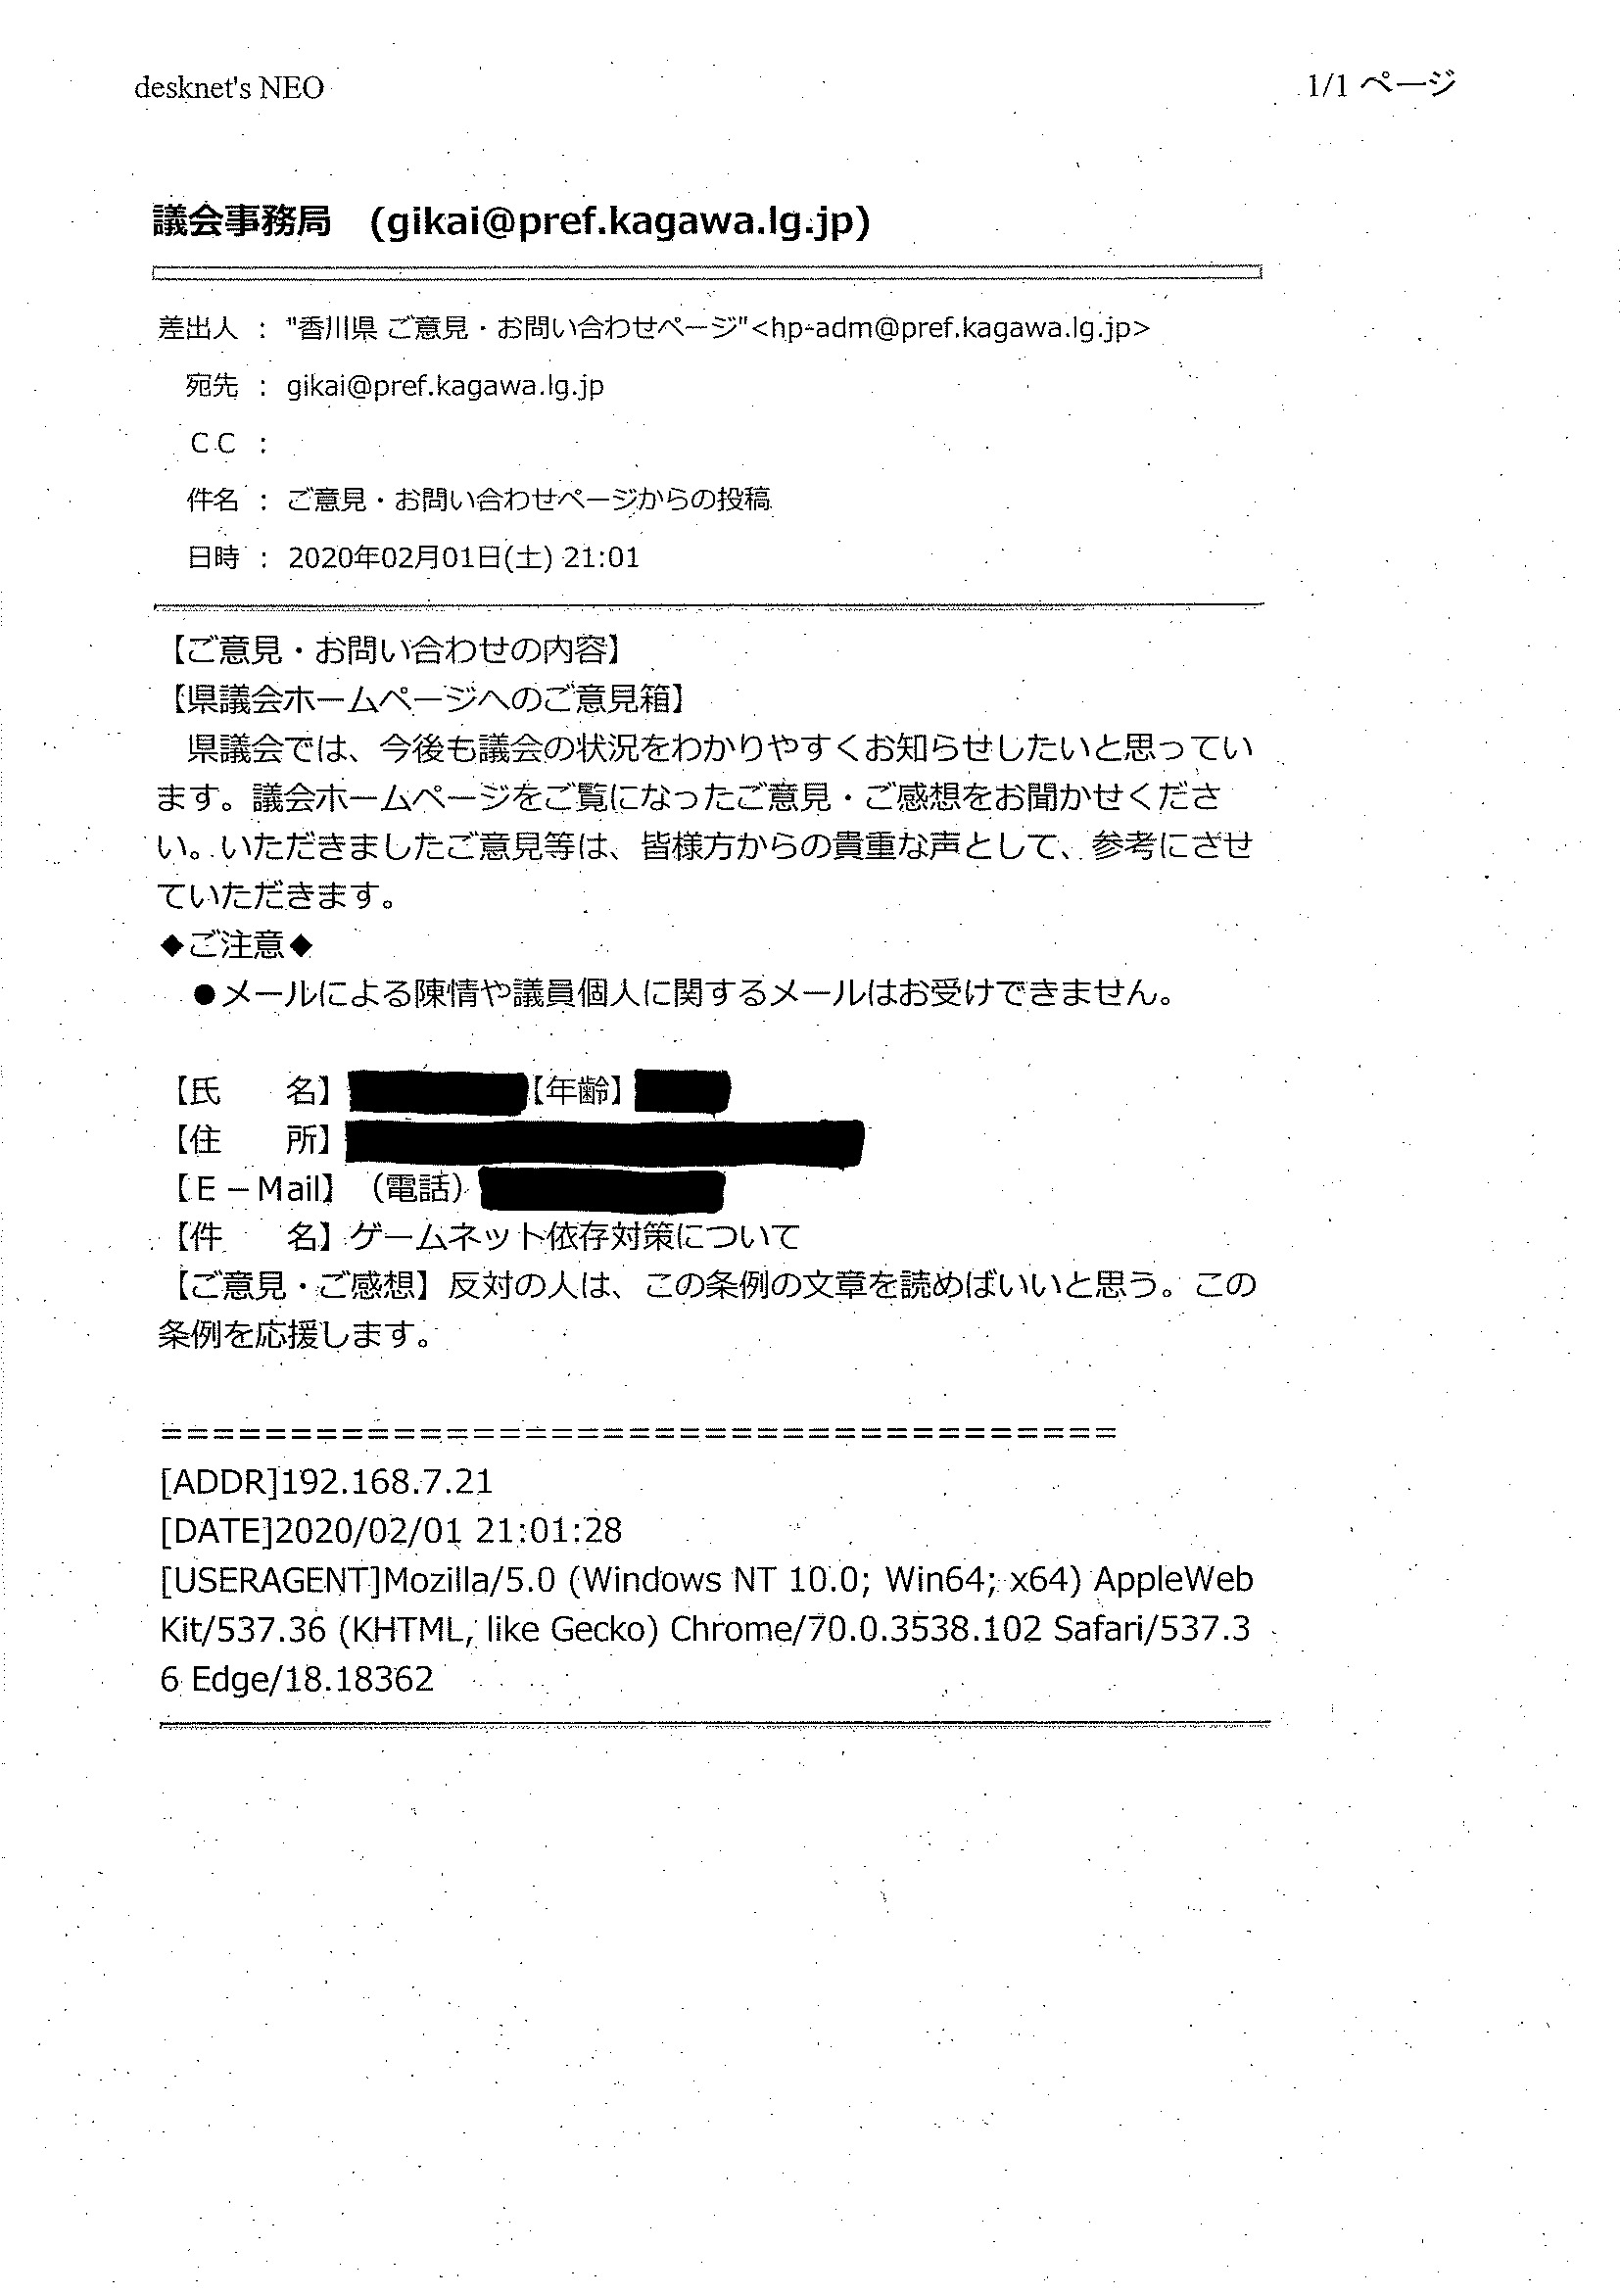 desknet's NEO
1/1 ページ
議会事務局 (gikai@pref.kagawa.lg.jp)
差出人 : "香川県 ご意見・お問い合わせページ"<hp-adm@pref.kagawa.lg.jp>
宛先 : gikai@pref.kagawa.lg.jp
CC :
件名 : ご意見・お問い合わせページからの投稿
日時 : 2020年02月01日(土) 21:01
【ご意見・お問い合わせの内容】
【県議会ホームページへのご意見箱】
県議会では、今後も議会の状況をわかりやすくお知らせしたいと思ってい
ます。議会ホームページをご覧になったご意見・ご感想をお聞かせくださ
い。いただきましたご意見等は、皆様方からの貴重な声として、参考にさせ
ていただきます。
◆ご注意◆
●メールによる陳情や議員個人に関するメールはお受けできません。
【氏　　名】【年齢】
【住　　所】
【E－Mail】（電話）
【件　　名】ゲームネット依存対策について
【ご意見・ご感想】反対の人は、この条例の文章を読めばいいと思う。この
条例を応援します。
=====================================
[ADDR]192.168.7.21
[DATE]2020/02/01 21:01:28
[USERAGENT]Mozilla/5.0 (Windows NT 10.0; Win64; x64) AppleWeb
Kit/537.36 (KHTML, like Gecko) Chrome/70.0.3538.102 Safari/537.3
6 Edge/18.18362